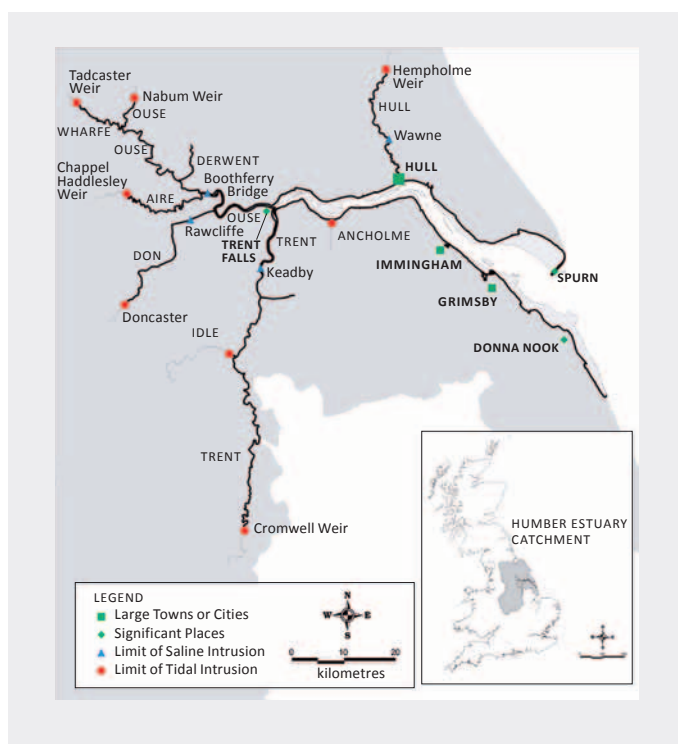 Tadcaster
Weir
Nabum Weir
OUSE
WHARFE
OUSE
DERWENT
Chappel
Haddlesley
Weir
AIRE
Boothferry
Bridge
Rawcliffe
OUSE
TRENT
FALLS
TRENT
DON
Keadby
Doncaster
IDLE
TRENT
Cromwell Weir
Hempholme
Weir
HULL
Wawne
HULL
ANCHOLME
IMMINGHAM
GRIMSBY
SPURN
DONNA NOOK
LEGEND
Large Towns or Cities
Significant Places
Limit of Saline Intrusion
Limit of Tidal Intrusion
N
W E
S
0 10 20
kilometres
HUMBER ESTUARY
CATCHMENT